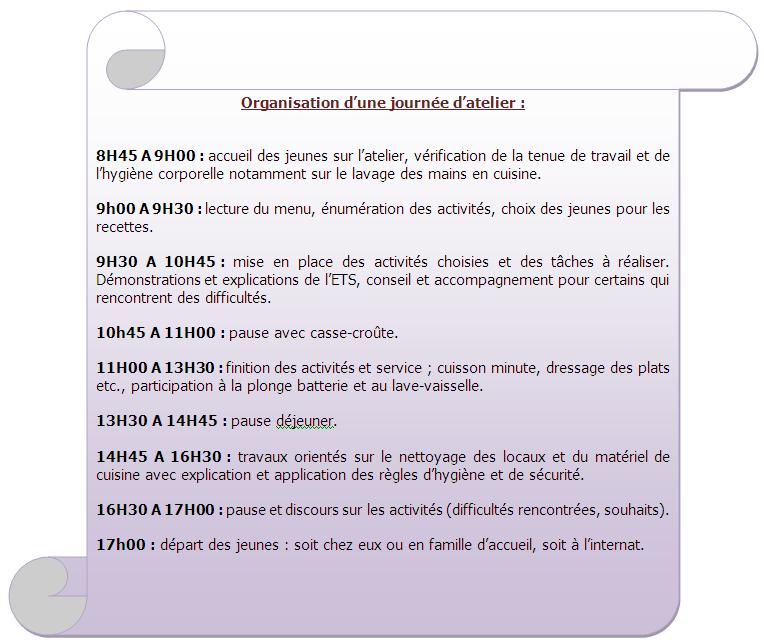 Organisation d’une journée d’atelier :
8H45 A 9H00 : accueil des jeunes sur l’atelier, vérification de la tenue de travail et de
l’hygiène corporelle notamment sur le lavage des mains en cuisine.
9h00 A 9H30 : lecture du menu, énumération des activités, choix des jeunes pour les
recettes.
9H30 A 10H45 : mise en place des activités choisies et des tâches à réaliser.
Démonstrations et explications de l’ETS, conseil et accompagnement pour certains qui
rencontrent des difficultés.
10h45 A 11H00 : pause avec casse-croûte.
11H00 A 13H30 : finition des activités et service ; cuisson minute, dressage des plats
etc., participation à la plonge batterie et au lave-vaisselle.
13H30 A 14H45 : pause déjeuner.
14H45 A 16H30 : travaux orientés sur le nettoyage des locaux et du matériel de
cuisine avec explication et application des règles d’hygiène et de sécurité.
16H30 A 17H00 : pause et discours sur les activités (difficultés rencontrées, souhaits).
17h00 : départ des jeunes : soit chez eux ou en famille d’accueil, soit à l’internat.